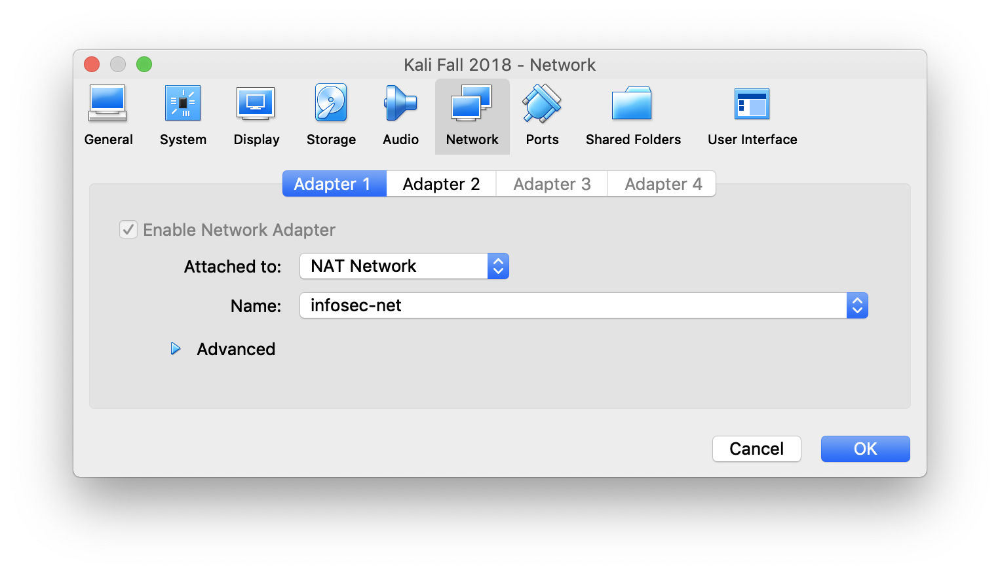 Kali Fall 2018 - Network
General System Display Storage Audio Network Ports Shared Folders User Interface
Adapter 1 Adapter 2 Adapter 3 Adapter 4
Enable Network Adapter
Attached to: NAT Network
Name: infosec-net
Advanced
Cancel OK